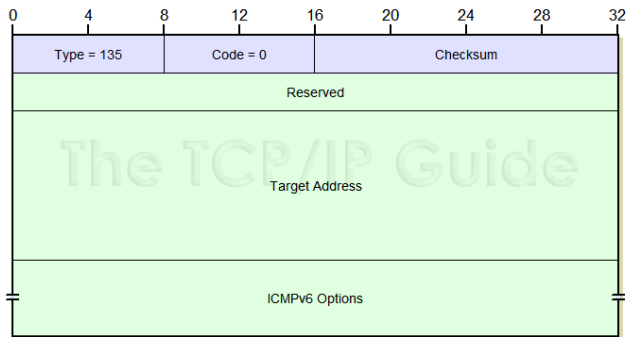 0 4 8 12 16 20 24 28 32
Type = 135 Code = 0 Checksum
Reserved
The TCP/IP Guide
Target Address
ICMPv6 Options